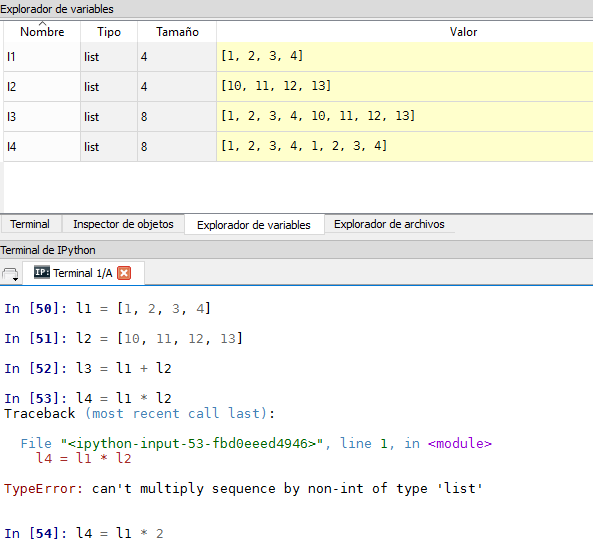 Explorador de variables
Nombre Tipo Tamaño Valor
l1 list 4 [1, 2, 3, 4]
l2 list 4 [10, 11, 12, 13]
l3 list 8 [1, 2, 3, 4, 10, 11, 12, 13]
l4 list 8 [1, 2, 3, 4, 1, 2, 3, 4]
Terminal Inspector de objetos Explorador de variables Explorador de archivos
Terminal de IPython
IP: Terminal 1/A
In [50]: l1 = [1, 2, 3, 4]
In [51]: l2 = [10, 11, 12, 13]
In [52]: l3 = l1 + l2
In [53]: l4 = l1 * l2
Traceback (most recent call last):
File "<ipython-input-53-fbd0eeed4946>", line 1, in <module>
l4 = l1 * l2
TypeError: can't multiply sequence by non-int of type 'list'
In [54]: l4 = l1 * 2